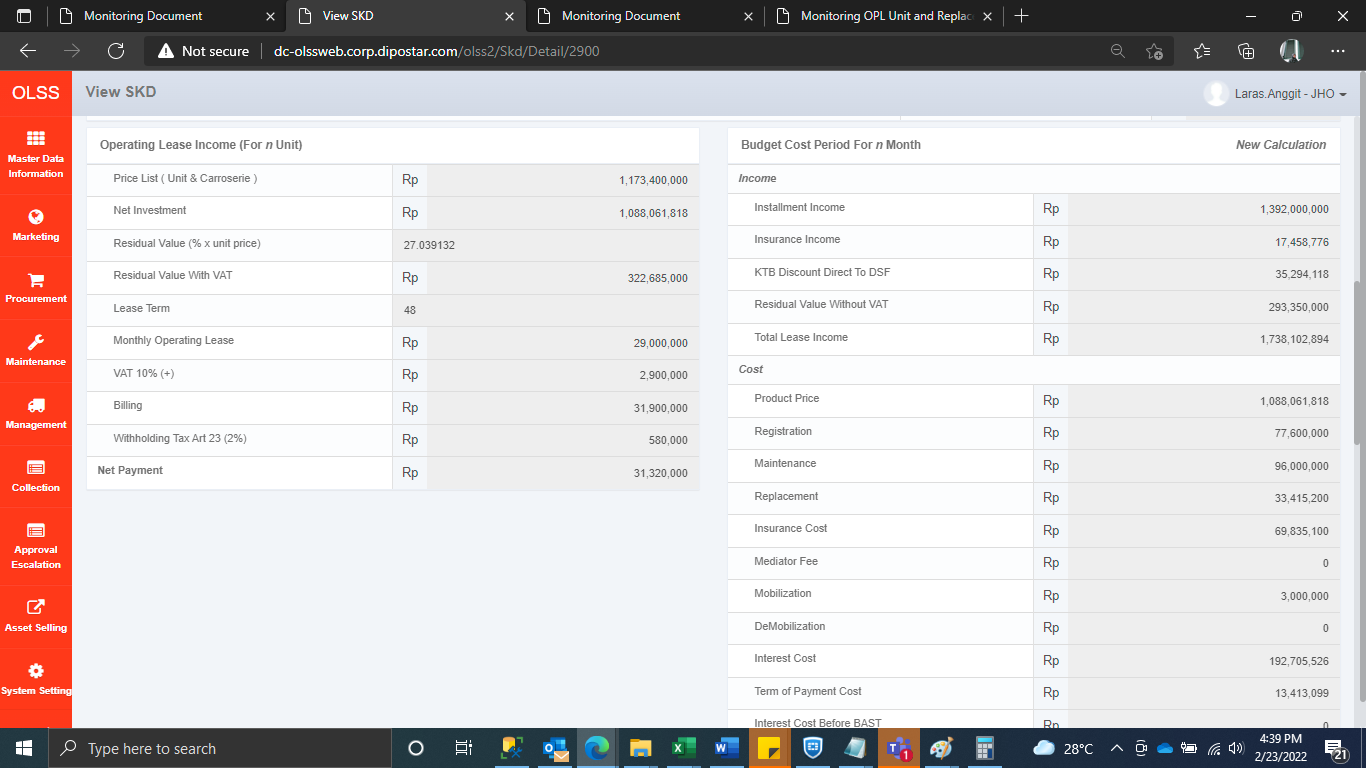 Monitoring Document
View SKD
Monitoring Document
Monitoring OPL Unit and Replac
Not secure
dc-olssweb.corp.dipostar.com/olss2/Skd/Detail/2900
OLSS
View SKD
Laras.Anggit - JHO
Master Data
Information
Marketing
Procurement
Maintenance
Management
Collection
Approval
Escalation
Asset Selling
System Setting
Operating Lease Income (For n Unit)
Price List ( Unit & Carroserie ) Rp 1,173,400,000
Net Investment Rp 1,088,061,818
Residual Value (% x unit price) 27.039132
Residual Value With VAT Rp 322,685,000
Lease Term 48
Monthly Operating Lease Rp 29,000,000
VAT 10% (+) Rp 2,900,000
Billing Rp 31,900,000
Withholding Tax Art 23 (2%) Rp 580,000
Net Payment Rp 31,320,000
Budget Cost Period For n Month New Calculation
Income
Installment Income Rp 1,392,000,000
Insurance Income Rp 17,458,776
KTB Discount Direct To DSF Rp 35,294,118
Residual Value Without VAT Rp 293,350,000
Total Lease Income Rp 1,738,102,894
Cost
Product Price Rp 1,088,061,818
Registration Rp 77,600,000
Maintenance Rp 96,000,000
Replacement Rp 33,415,200
Insurance Cost Rp 69,835,100
Mediator Fee Rp 0
Mobilization Rp 3,000,000
DeMobilization Rp 0
Interest Cost Rp 192,705,526
Term of Payment Cost Rp 13,413,099
Interest Cost Before BAST Rp 0
Type here to search
1
28°C
4:39 PM
2/23/2022
21